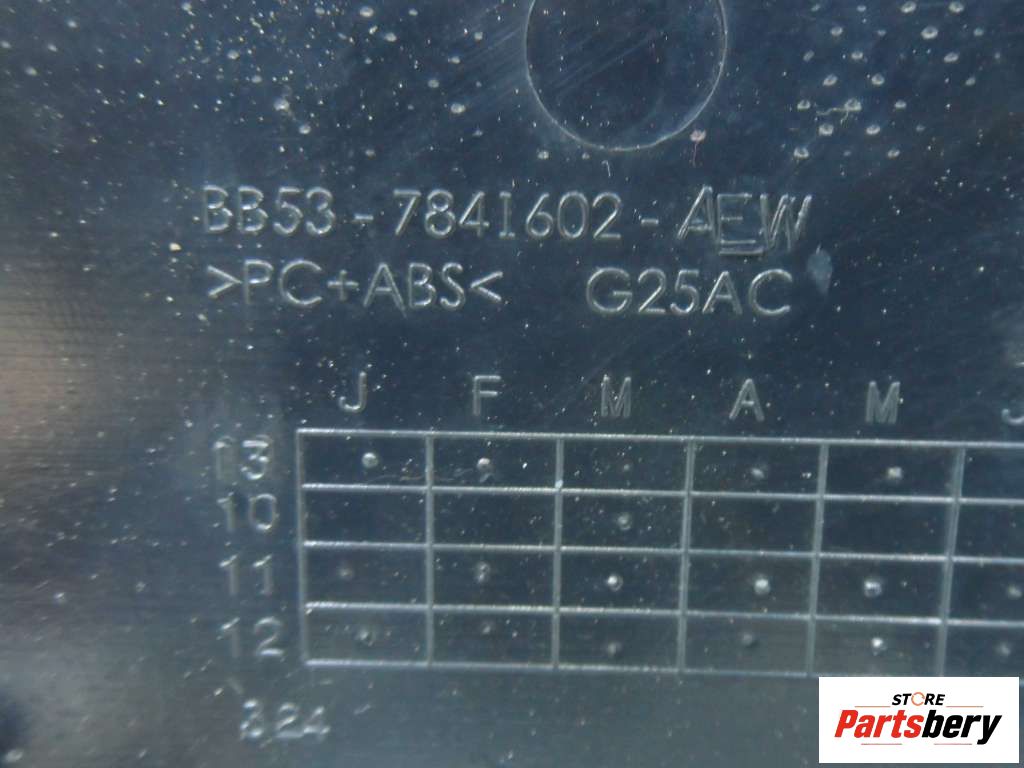 BB53-7841602-AEW
>PC+ABS< G25AC
J F M A M J
13
10
11
12
324
STORE
Partsbery